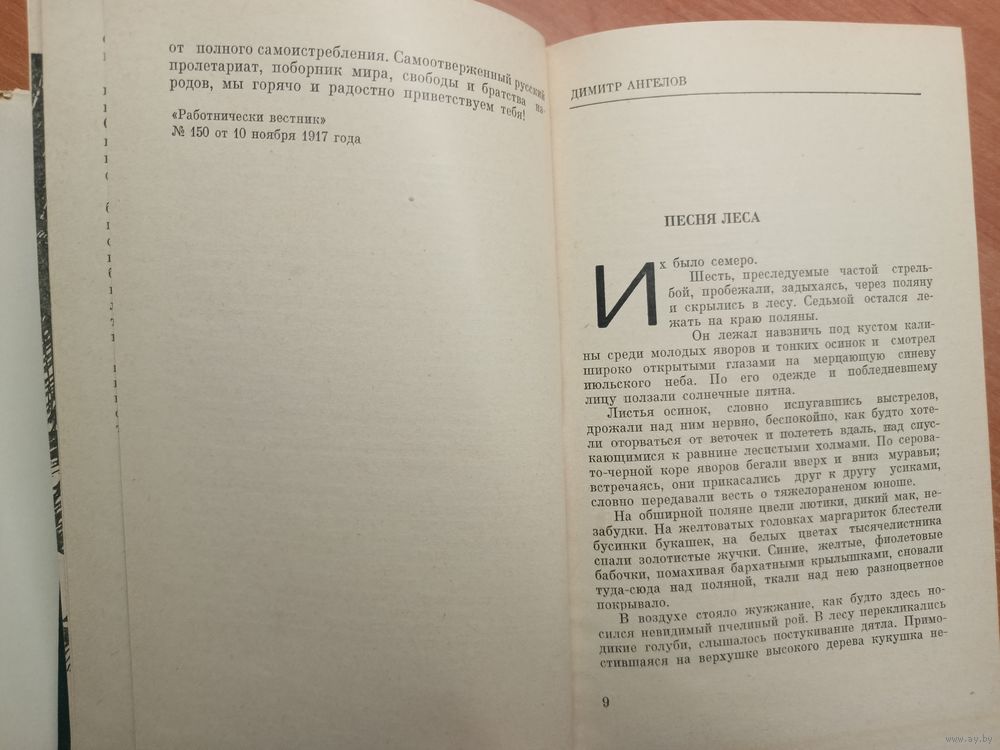 от полного самоистребления. Самоотверженный русский
пролетариат, поборник мира, свободы и братства на-
родов, мы горячо и радостно приветствуем тебя!
«Работнически вестник»
№ 150 от 10 ноября 1917 года
ДИМИТР АНГЕЛОВ
ПЕСНЯ ЛЕСА
Их было семеро.
Шесть, преследуемые частой стрель-
бой, пробежали, задыхаясь, через поляну
и скрылись в лесу. Седьмой остался ле-
жать на краю поляны.
Он лежал навзничь под кустом кали-
ны среди молодых яворов и тонких осинок и смотрел
широко открытыми глазами на мерцающую синеву
июльского неба. По его одежде и побледневшему
лицу ползали солнечные пятна.
Листья осинок, словно испугавшись выстрелов,
дрожали над ним нервно, беспокойно, как будто хоте-
ли оторваться от веточек и полететь вдаль, над спус-
кающимися к равнине лесистыми холмами. По серова-
то-черной коре яворов бегали вверх и вниз муравьи;
встречаясь, они прикасались друг к другу усиками,
словно передавали весть о тяжелораненом юноше.
На обширной поляне цвели лютики, дикий мак, не-
забудки. На желтоватых головках маргариток блестели
бусинки букашек, на белых цветах тысячелистника
спали золотистые жучки. Синие, желтые, фиолетовые
бабочки, помахивая бархатными крылышками, сновали
туда-сюда над поляной, ткали над нею разноцветное
покрывало.
В воздухе стояло жужжание, как будто здесь но-
сился невидимый пчелиный рой. В лесу перекликались
дикие голуби, слышалось постукивание дятла. Примо-
стившаяся на верхушке высокого дерева кукушка не-
9
www.ay.by